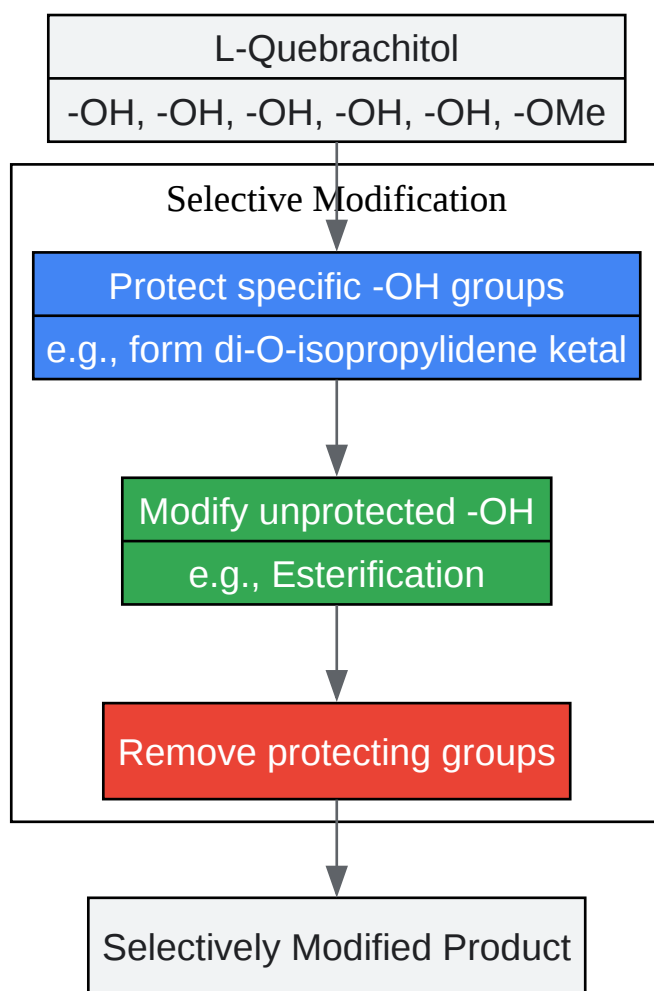 L-Quebrachitol
-OH, -OH, -OH, -OH, -OH, -OMe
Selective Modification
Protect specific -OH groups
e.g., form di-O-isopropylidene ketal
Modify unprotected -OH
e.g., Esterification
Remove protecting groups
Selectively Modified Product